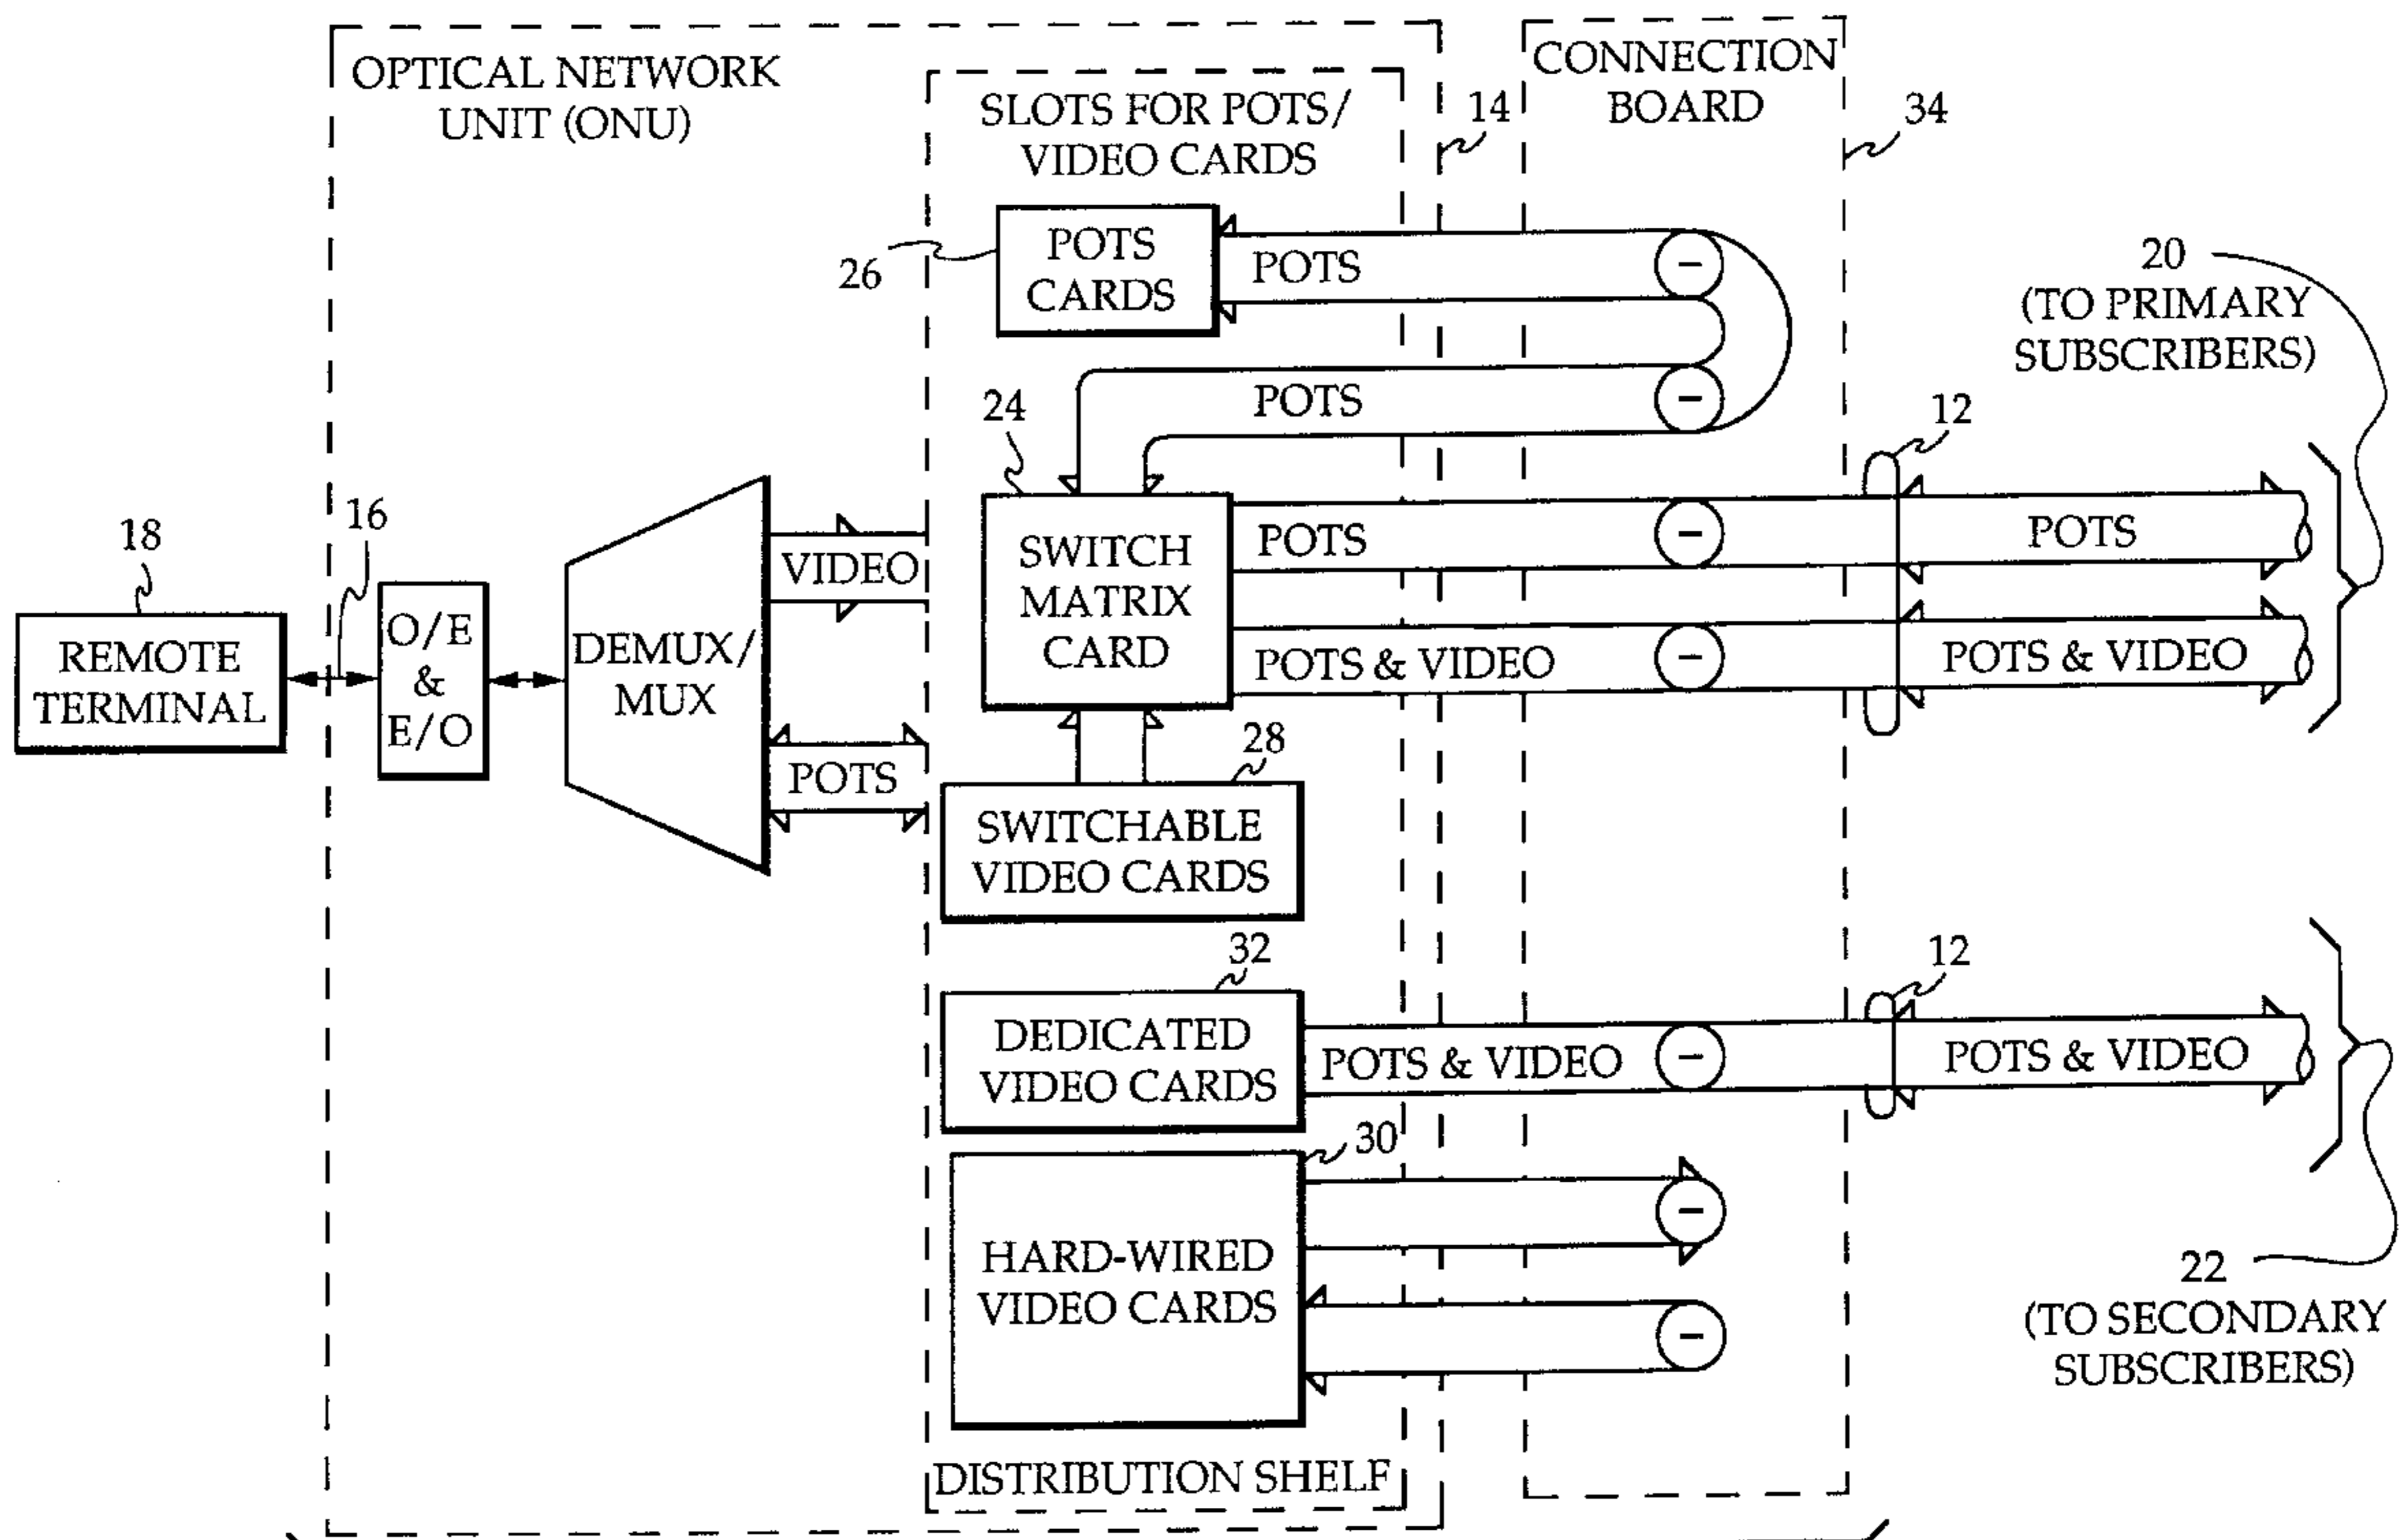 OPTICAL NETWORK
UNIT (ONU)
SLOTS FOR POTS/
VIDEO CARDS
14
CONNECTION
BOARD
34
POTS
CARDS
26
POTS
POTS
20
(TO PRIMARY
SUBSCRIBERS)
24
12
18
16
REMOTE
TERMINAL
O/E
&
E/O
DEMUX/
MUX
VIDEO
POTS
SWITCH
MATRIX
CARD
POTS
POTS
POTS & VIDEO
POTS & VIDEO
28
SWITCHABLE
VIDEO CARDS
32
12
DEDICATED
VIDEO CARDS
POTS & VIDEO
POTS & VIDEO
30
HARD-WIRED
VIDEO CARDS
22
(TO SECONDARY
SUBSCRIBERS)
DISTRIBUTION SHELF